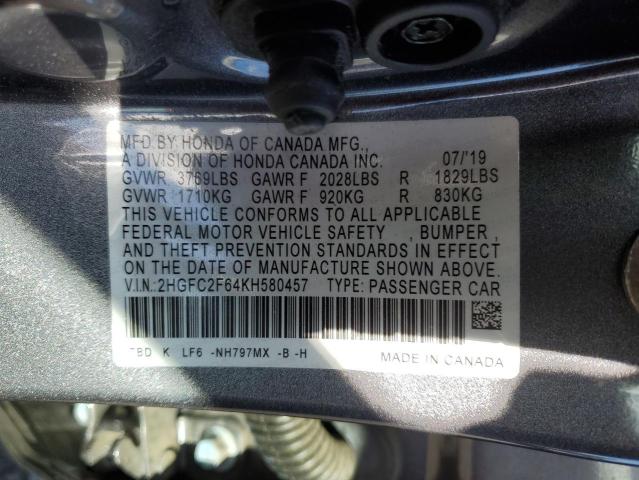 MFD.BY HONDA OF CANADA MFG.,
A DIVISION OF HONDA CANADA INC. 07/'19
GVWR 3769LBS GAWR F 2028LBS R 1829LBS
GVWR 1710KG GAWR F 920KG R 830KG
THIS VEHICLE CONFORMS TO ALL APPLICABLE
FEDERAL MOTOR VEHICLE SAFETY , BUMPER ,
AND THEFT PREVENTION STANDARDS IN EFFECT
ON THE DATE OF MANUFACTURE SHOWN ABOVE.
V.I.N: 2HGFC2F64KH580457 TYPE: PASSENGER CAR
TBD K LF6 -NH797MX -B -H MADE IN CANADA